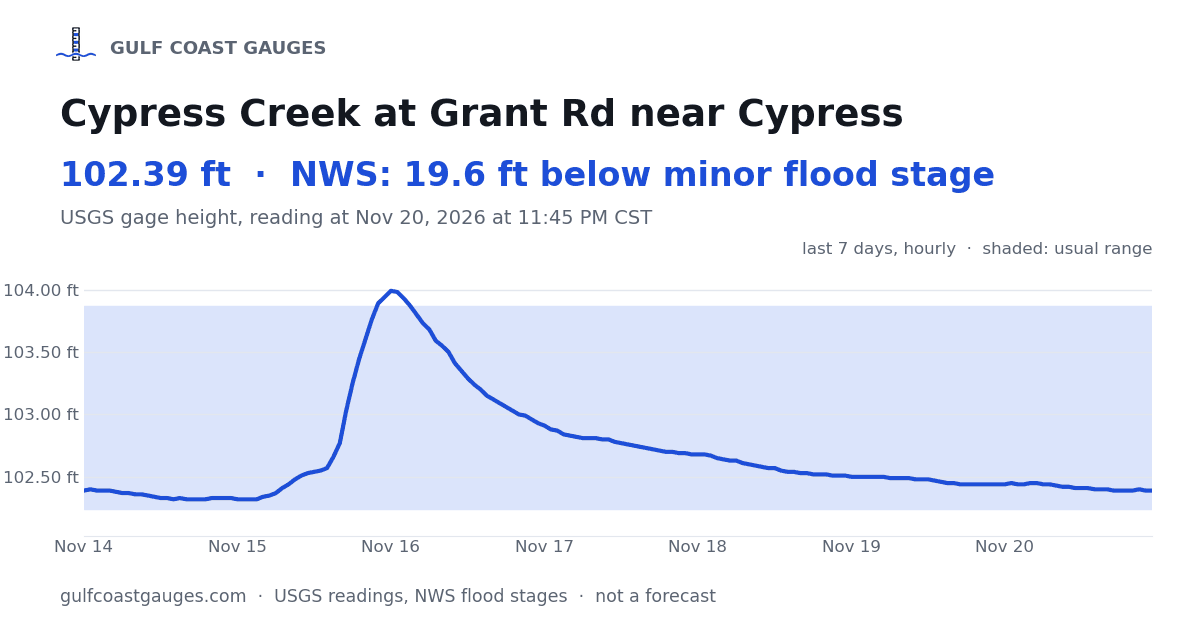 GULF COAST GAUGES
Cypress Creek at Grant Rd near Cypress
102.39 ft · NWS: 19.6 ft below minor flood stage
USGS gage height, reading at Nov 20, 2026 at 11:45 PM CST
last 7 days, hourly · shaded: usual range
104.00 ft
103.50 ft
103.00 ft
102.50 ft
Nov 14 Nov 15 Nov 16 Nov 17 Nov 18 Nov 19 Nov 20
gulfcoastgauges.com · USGS readings, NWS flood stages · not a forecast